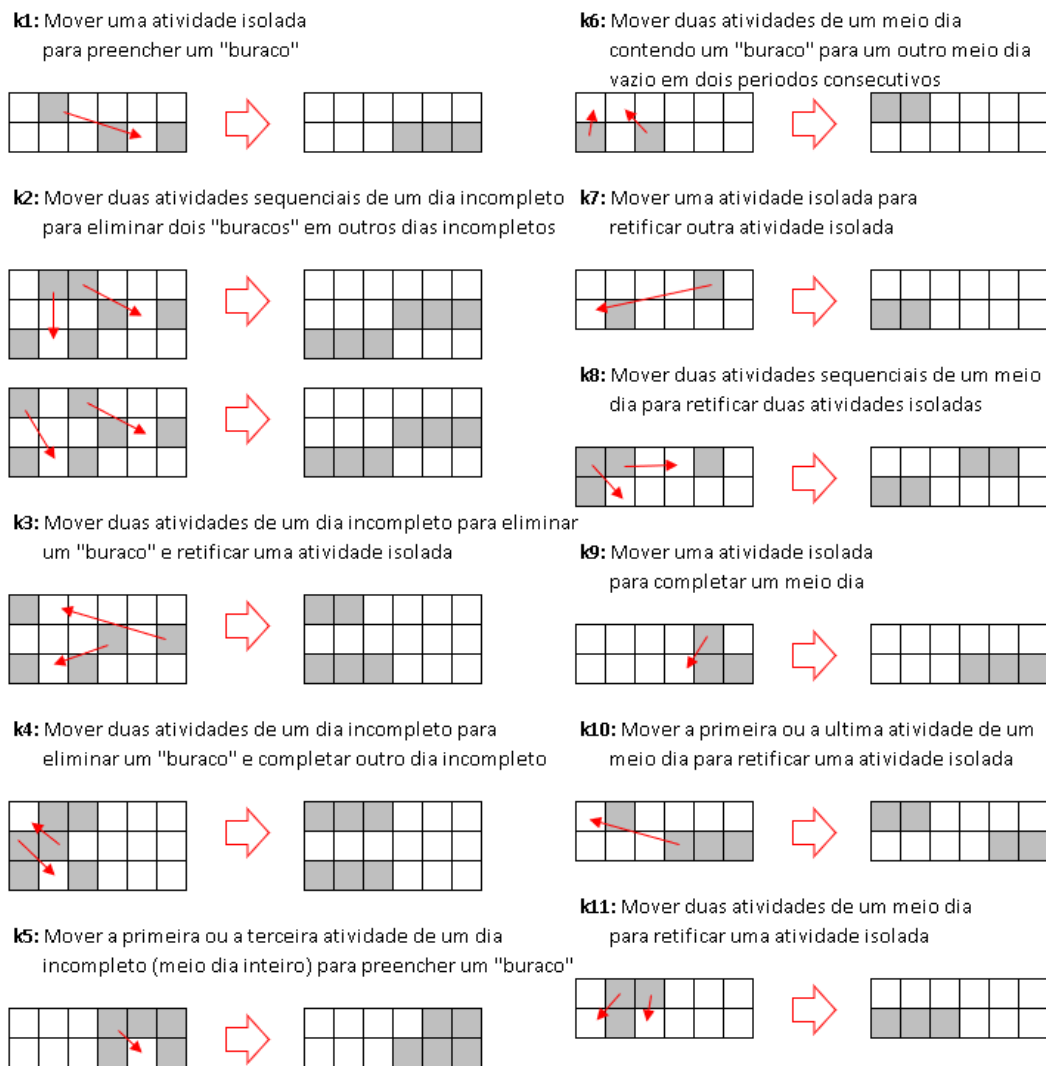 k1: Mover uma atividade isolada
para preencher um "buraco"
k2: Mover duas atividades sequenciais de um dia incompleto
para eliminar dois "buracos" em outros dias incompletos
k3: Mover duas atividades de um dia incompleto para eliminar
um "buraco" e retificar uma atividade isolada
k4: Mover duas atividades de um dia incompleto para
eliminar um "buraco" e completar outro dia incompleto
k5: Mover a primeira ou a terceira atividade de um dia
incompleto (meio dia inteiro) para preencher um "buraco"
k6: Mover duas atividades de um meio dia
contendo um "buraco" para um outro meio dia
vazio em dois periodos consecutivos
k7: Mover uma atividade isolada para
retificar outra atividade isolada
k8: Mover duas atividades sequenciais de um meio
dia para retificar duas atividades isoladas
k9: Mover uma atividade isolada
para completar um meio dia
k10: Mover a primeira ou a ultima atividade de um
meio dia para retificar uma atividade isolada
k11: Mover duas atividades de um meio dia
para retificar uma atividade isolada